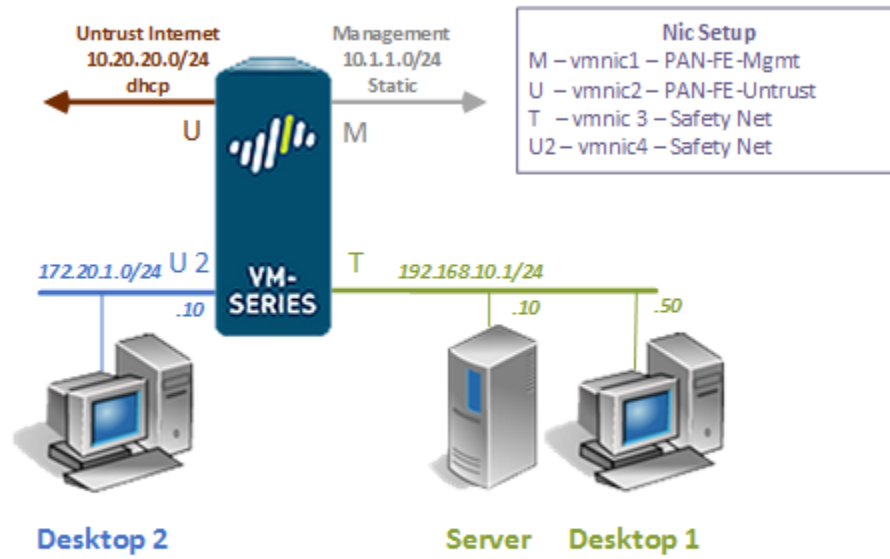 Untrust Internet
10.20.20.0/24
dhcp
Management
10.1.1.0/24
Static
Nic Setup
M – vmnic1 – PAN-FE-Mgmt
U – vmnic2 – PAN-FE-Untrust
T – vmnic 3 – Safety Net
U2 – vmnic4 – Safety Net
U
M
172.20.1.0/24
U 2
VM-
SERIES
T
192.168.10.1/24
.10
.10
.50
Desktop 2
Server
Desktop 1